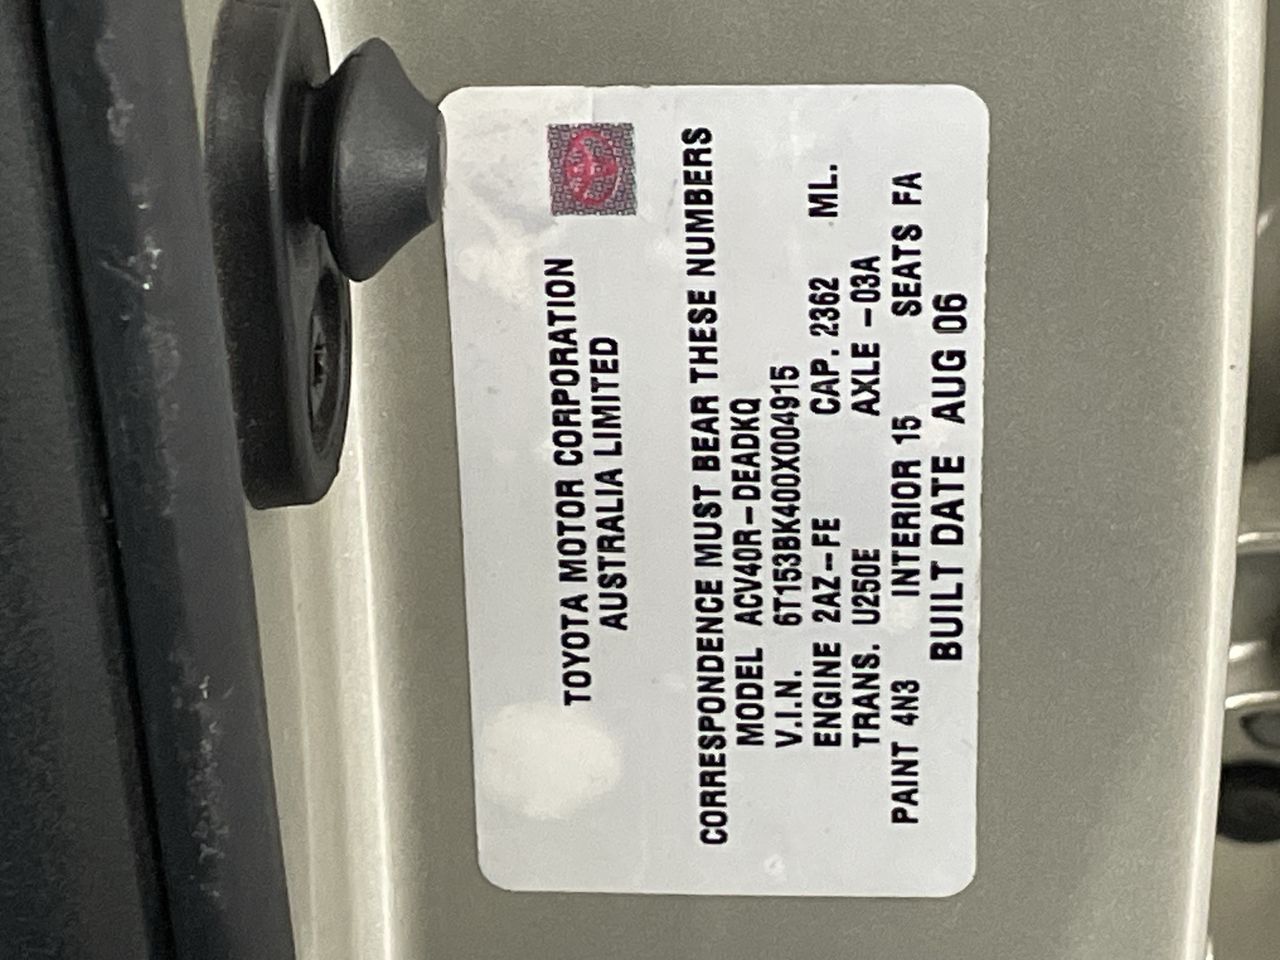 TOYOTA MOTOR CORPORATION
AUSTRALIA LIMITED
CORRESPONDENCE MUST BEAR THESE NUMBERS
MODEL ACV40R-DEADKQ
V.I.N. 6T153BK400X004915
ENGINE 2AZ-FE CAP. 2362 ML.
TRANS. U250E AXLE -03A
PAINT 4N3 INTERIOR 15 SEATS FA
BUILT DATE AUG 06